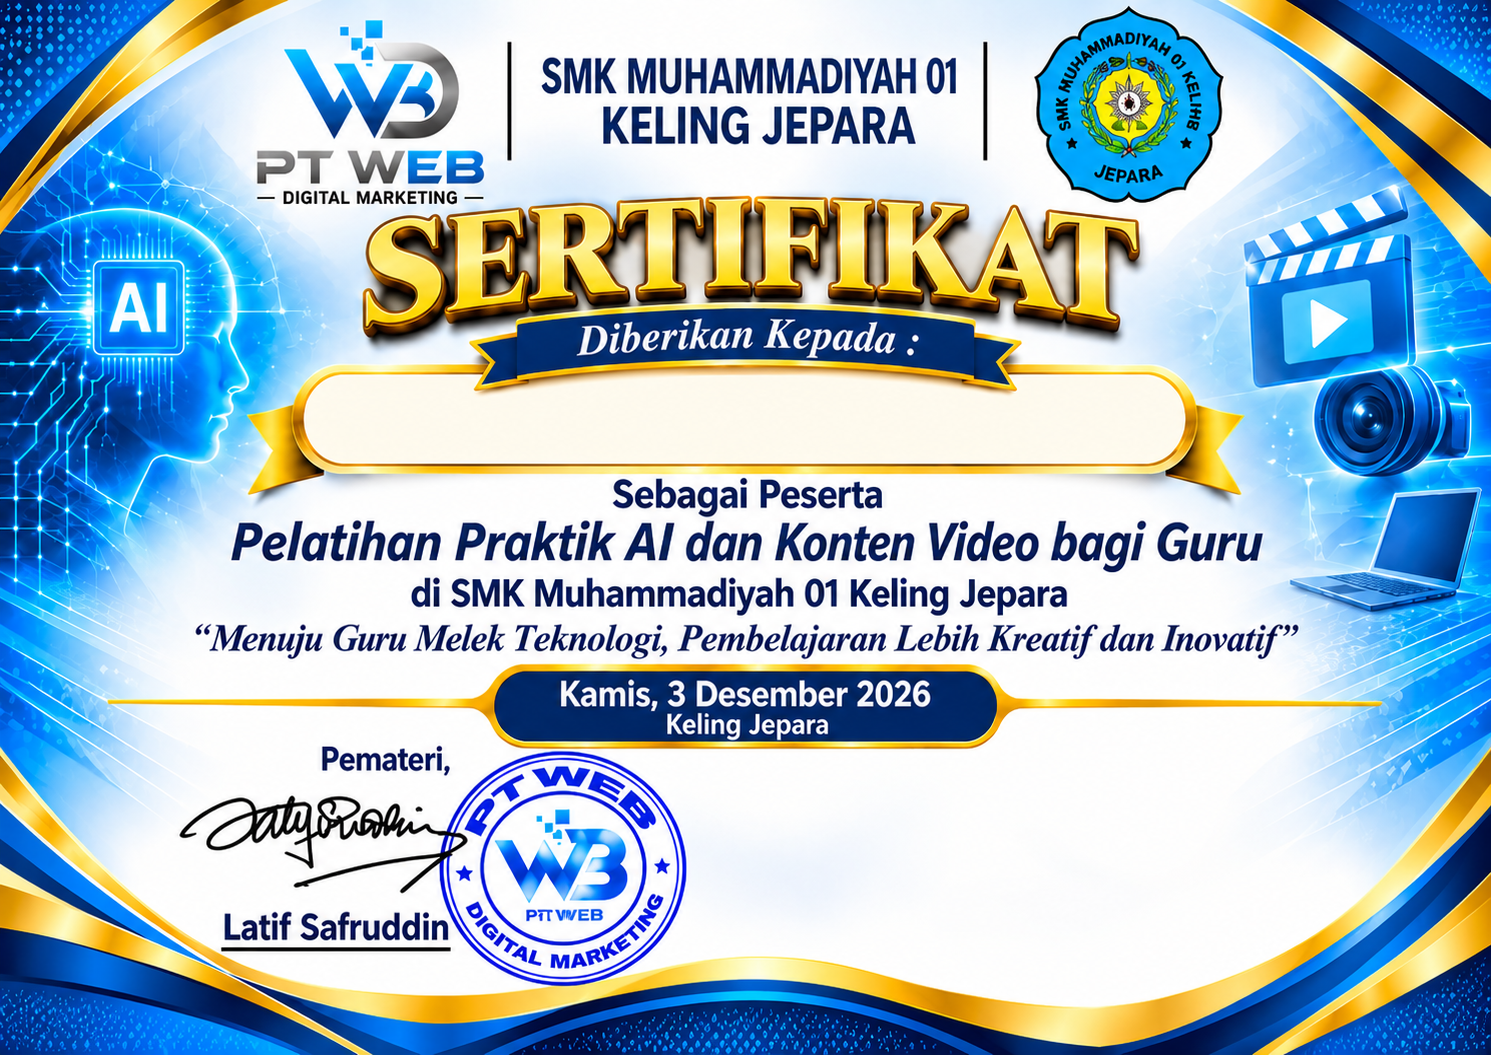 PT WEB
DIGITAL MARKETING
SMK MUHAMMADIYAH 01
KELING JEPARA
SMK MUHAMMADIYAH 01 KELIHB
JEPARA
SERTIFIKAT
Diberikan Kepada :
AI
Sebagai Peserta
Pelatihan Praktik AI dan Konten Video bagi Guru
di SMK Muhammadiyah 01 Keling Jepara
“Menuju Guru Melek Teknologi, Pembelajaran Lebih Kreatif dan Inovatif”
Kamis, 3 Desember 2026
Keling Jepara
Pemateri,
Latif Safruddin
PT WEB
DIGITAL MARKETING